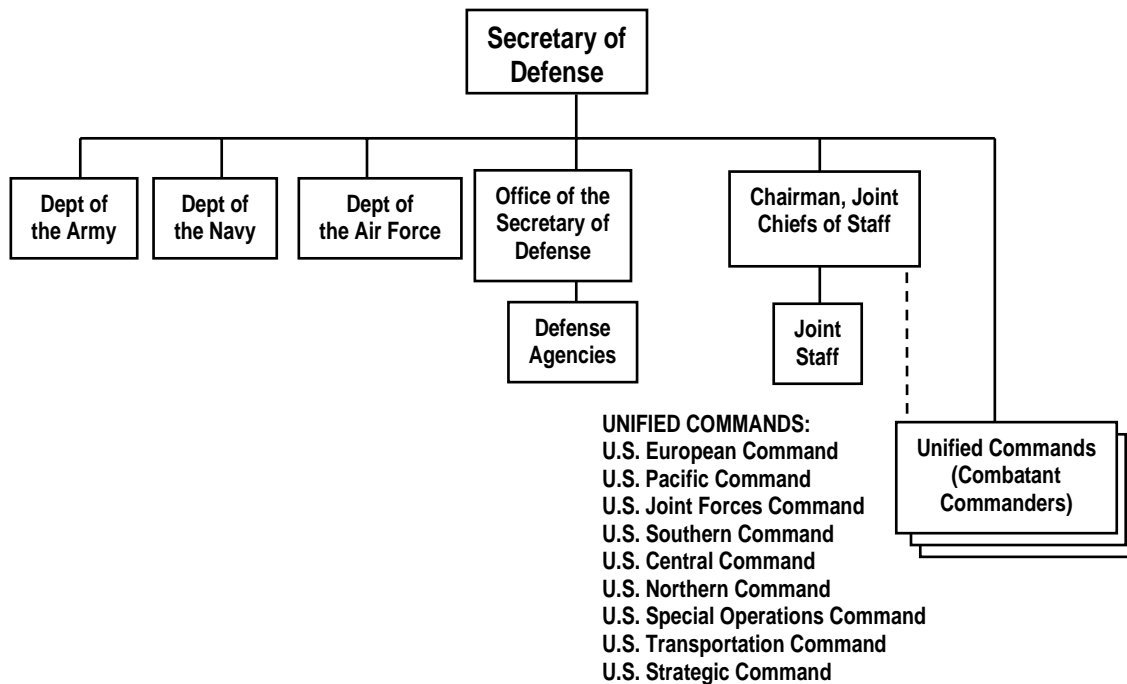 Secretary of
Defense
Dept of
the Army
Dept of
the Navy
Dept of
the Air Force
Office of the
Secretary of
Defense
Chairman, Joint
Chiefs of Staff
Defense
Agencies
Joint
Staff
UNIFIED COMMANDS:
U.S. European Command
U.S. Pacific Command
U.S. Joint Forces Command
U.S. Southern Command
U.S. Central Command
U.S. Northern Command
U.S. Special Operations Command
U.S. Transportation Command
U.S. Strategic Command
Unified Commands
(Combatant
Commanders)